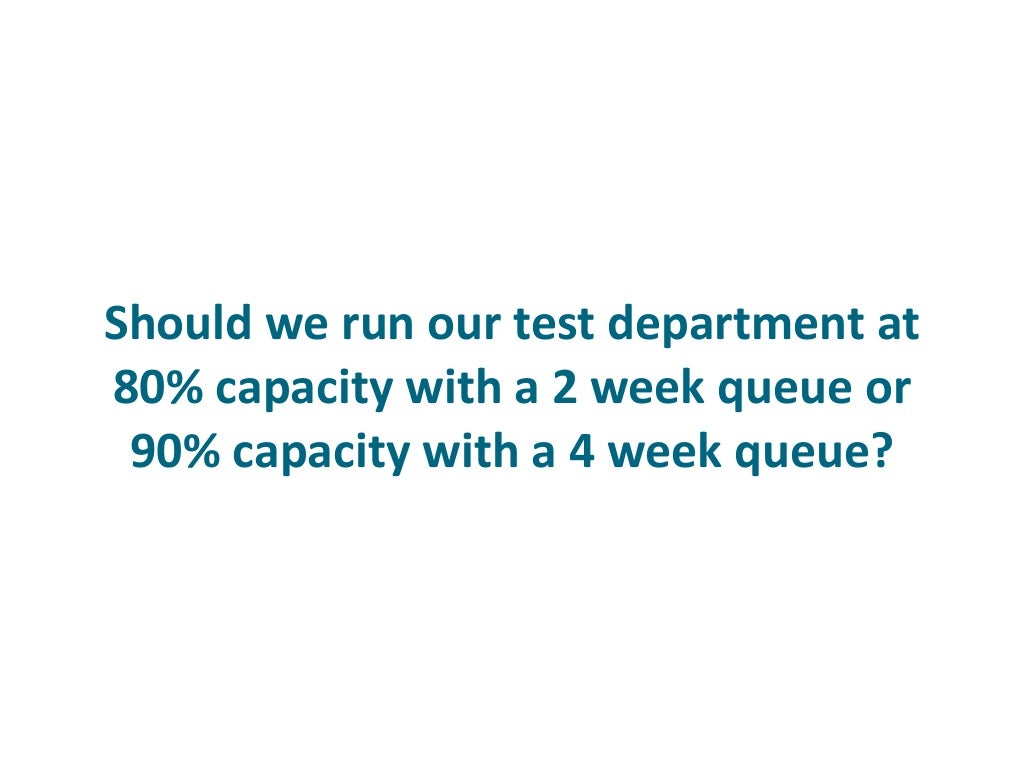 Should we run our test department at
80% capacity with a 2 week queue or
90% capacity with a 4 week queue?